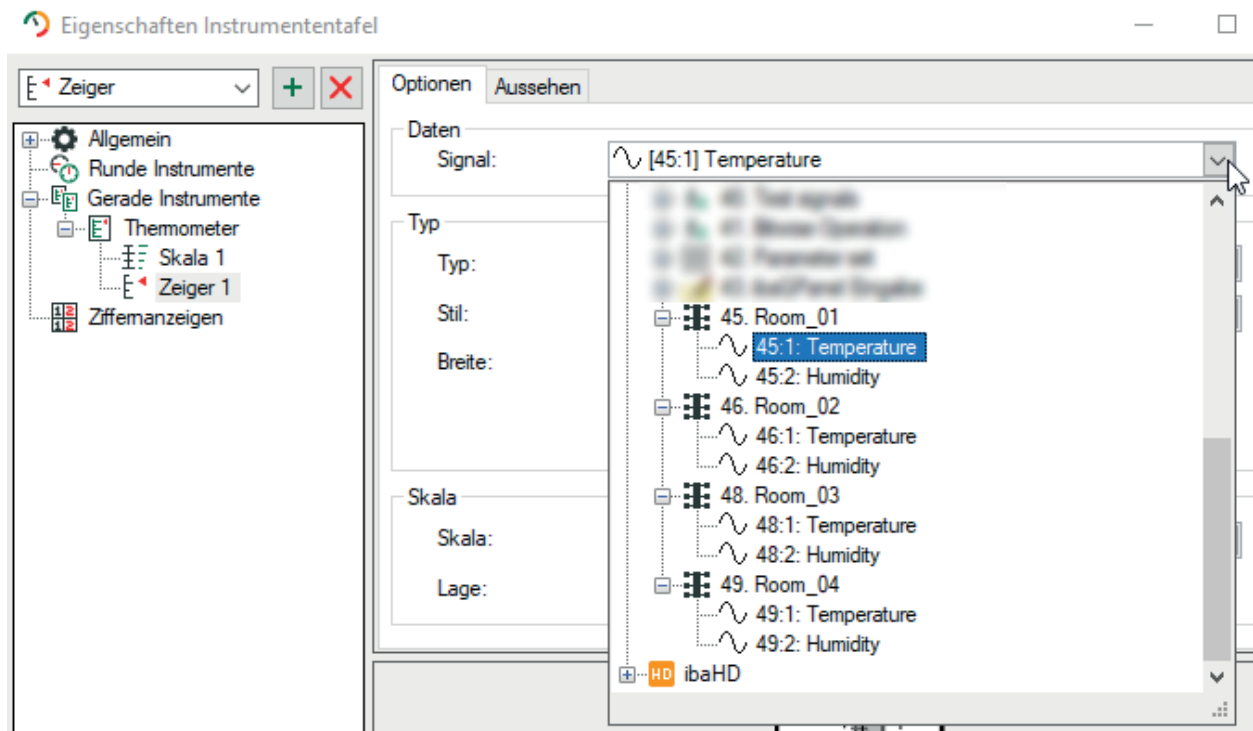 Eigenschaften Instrumententafel
Zeiger
Allgemein
Runde Instrumente
Gerade Instrumente
Thermometer
Skala 1
Zeiger 1
Ziffernanzeigen
Optionen Aussehen
Daten
Signal: [45:1] Temperature
Typ
Typ:
Stil:
Breite:
Skala
Skala:
Lage:
45. Room_01
45:1: Temperature
45:2: Humidity
46. Room_02
46:1: Temperature
46:2: Humidity
48. Room_03
48:1: Temperature
48:2: Humidity
49. Room_04
49:1: Temperature
49:2: Humidity
HD ibaHD